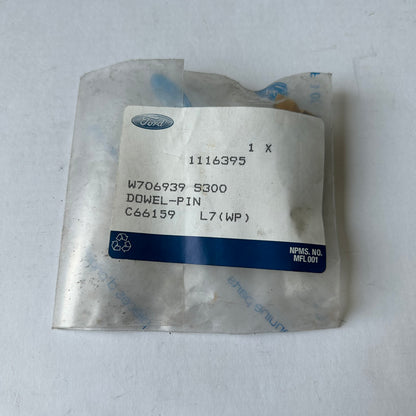 Ford
1 X
1116395
W706939 S300
DOWEL-PIN
C66159 L7(WP)
NPMS. NO.
MFL 001